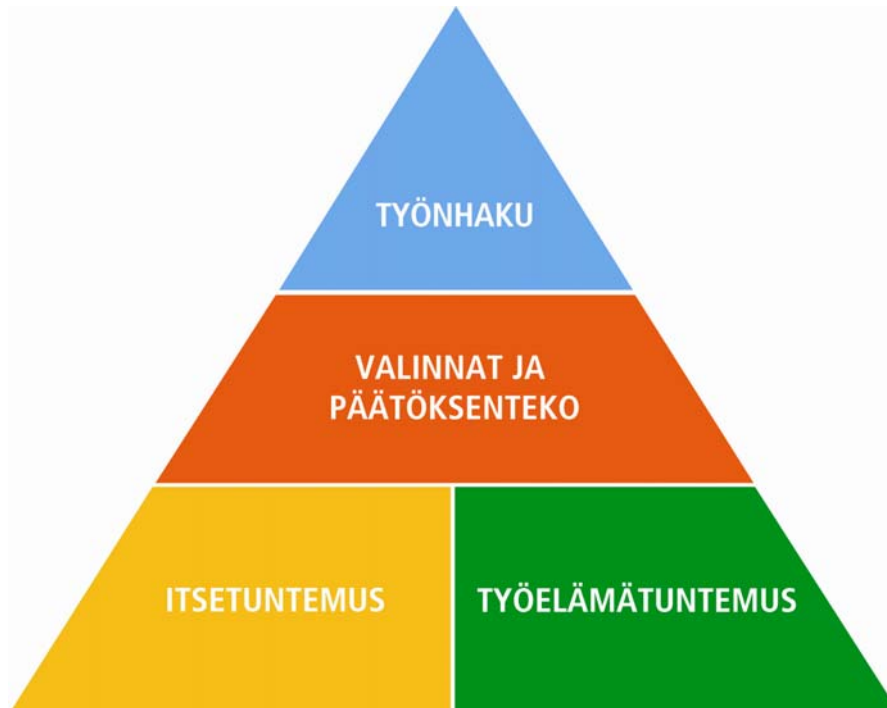 TYÖNHAKU
VALINNAT JA
PÄÄTÖKSENTEKO
ITSETUNTEMUS
TYÖELÄMÄTUNTEMUS